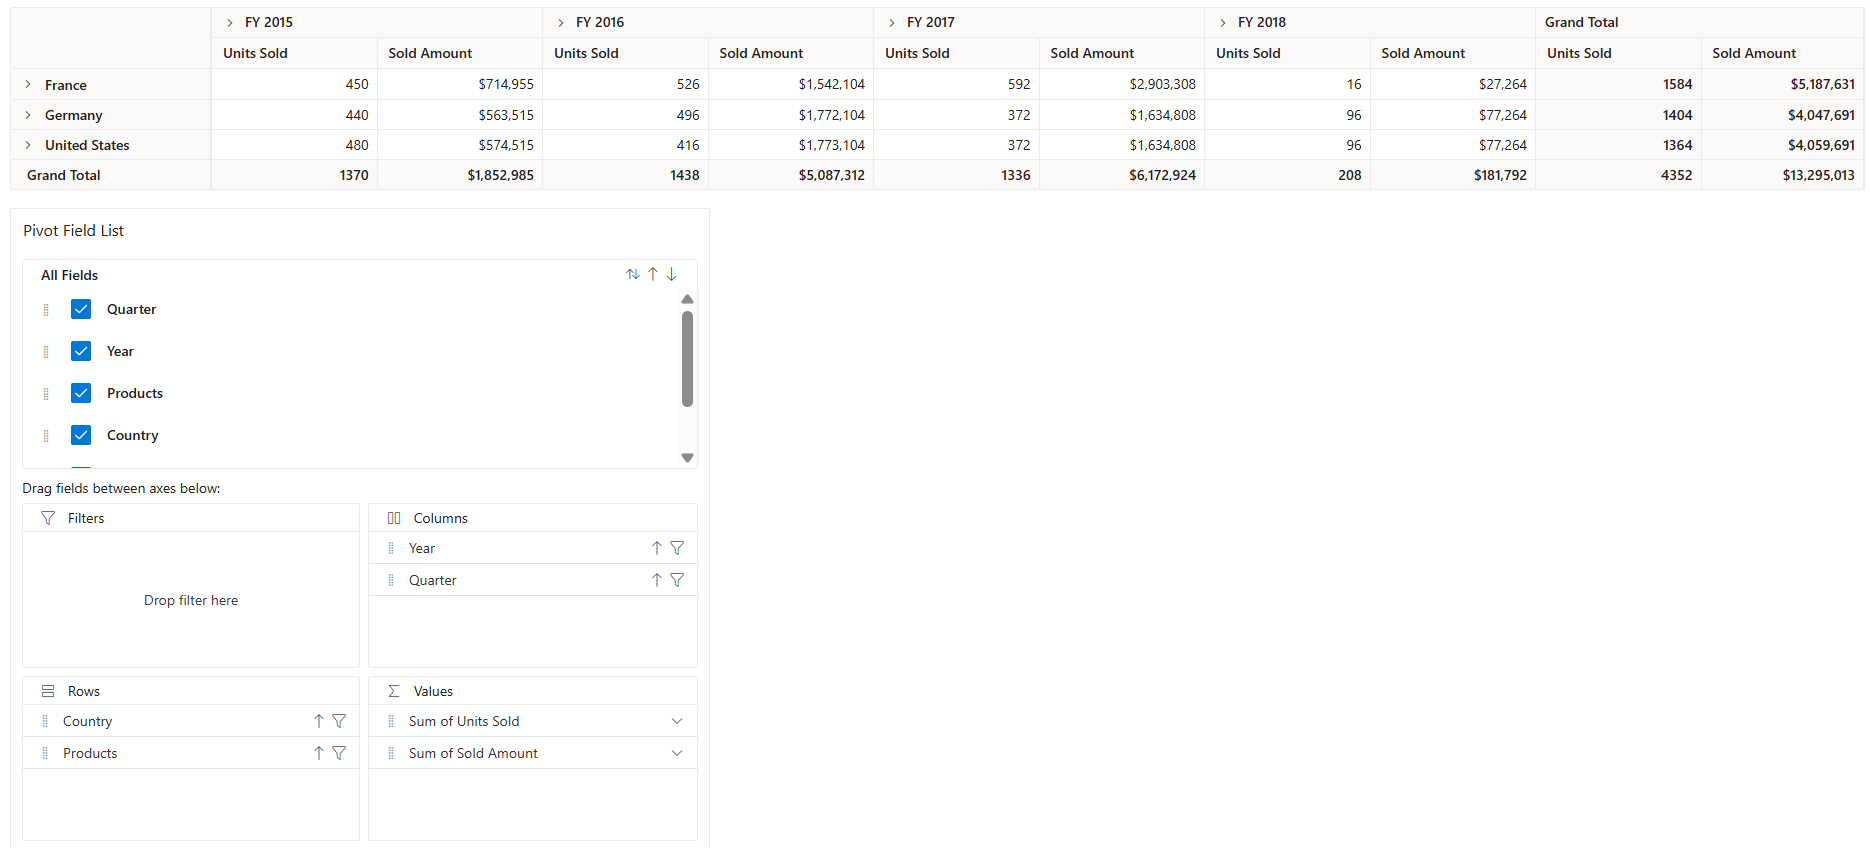 FY 2015 FY 2016 FY 2017 FY 2018 Grand Total
Units Sold Sold Amount Units Sold Sold Amount Units Sold Sold Amount Units Sold Sold Amount Units Sold Sold Amount
France 450 $714,955 526 $1,542,104 592 $2,903,308 16 $27,264 1584 $5,187,631
Germany 440 $563,515 496 $1,772,104 372 $1,634,808 96 $77,264 1404 $4,047,691
United States 480 $574,515 416 $1,773,104 372 $1,634,808 96 $77,264 1364 $4,059,691
Grand Total 1370 $1,852,985 1438 $5,087,312 1336 $6,172,924 208 $181,792 4352 $13,295,013
Pivot Field List
All Fields
Quarter
Year
Products
Country
Drag fields between axes below:
Filters
Drop filter here
Columns
Year
Quarter
Rows
Country
Products
Values
Sum of Units Sold
Sum of Sold Amount